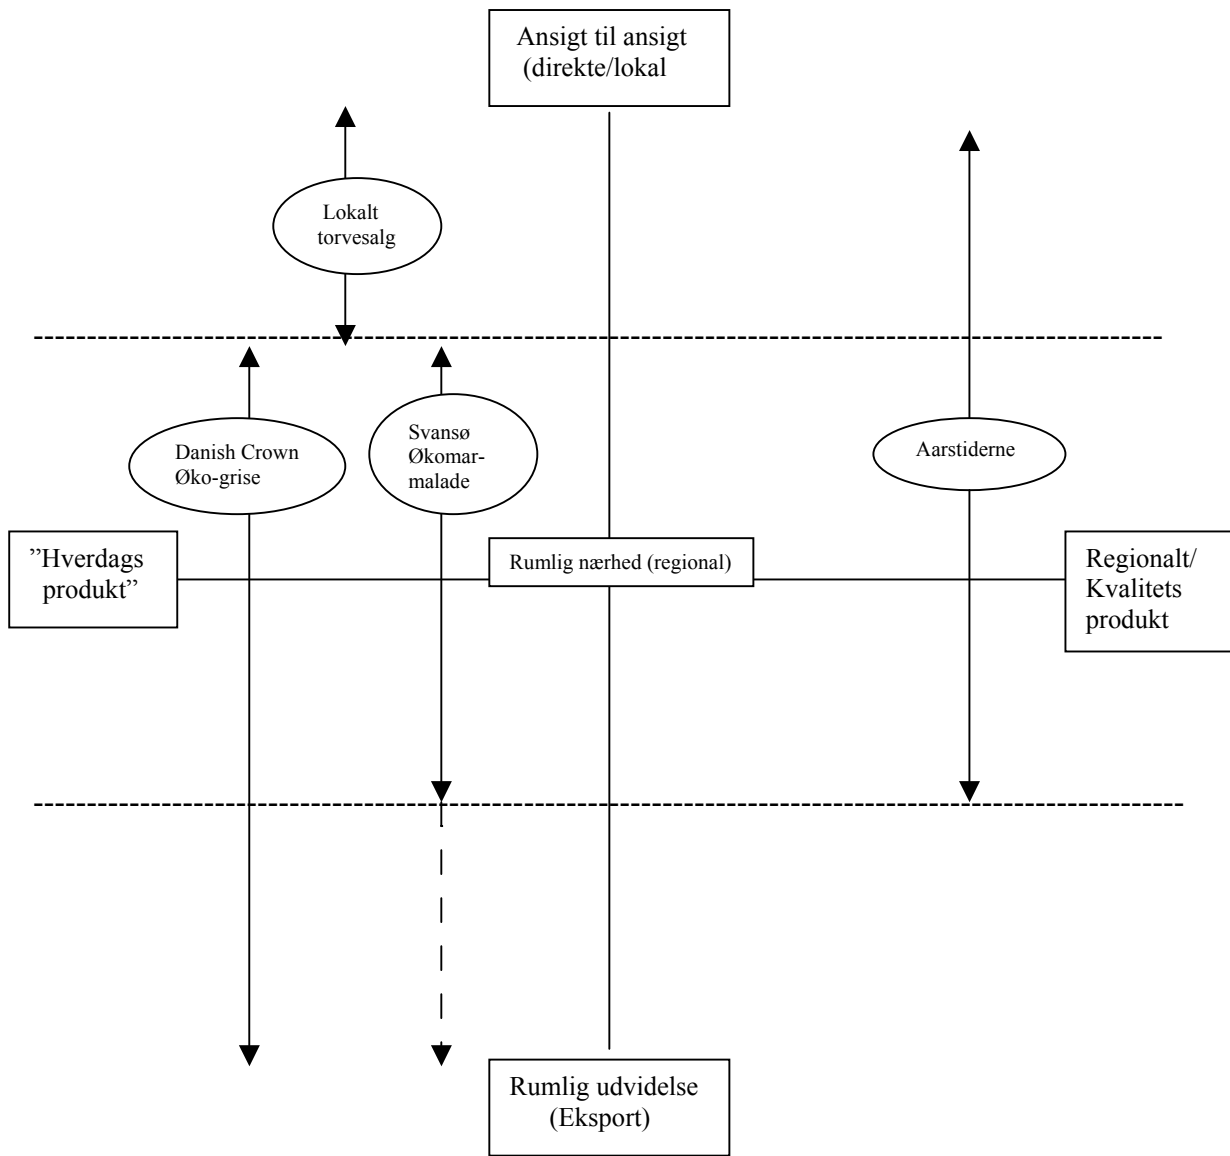 Ansigt til ansigt
(direkte/lokal
Lokalt
torvesalg
Danish Crown
Øko-grise
Svansø
Økomar-
malade
Aarstiderne
”Hverdags
produkt”
Rumlig nærhed (regional)
Regionalt/
Kvalitets
produkt
Rumlig udvidelse
(Eksport)